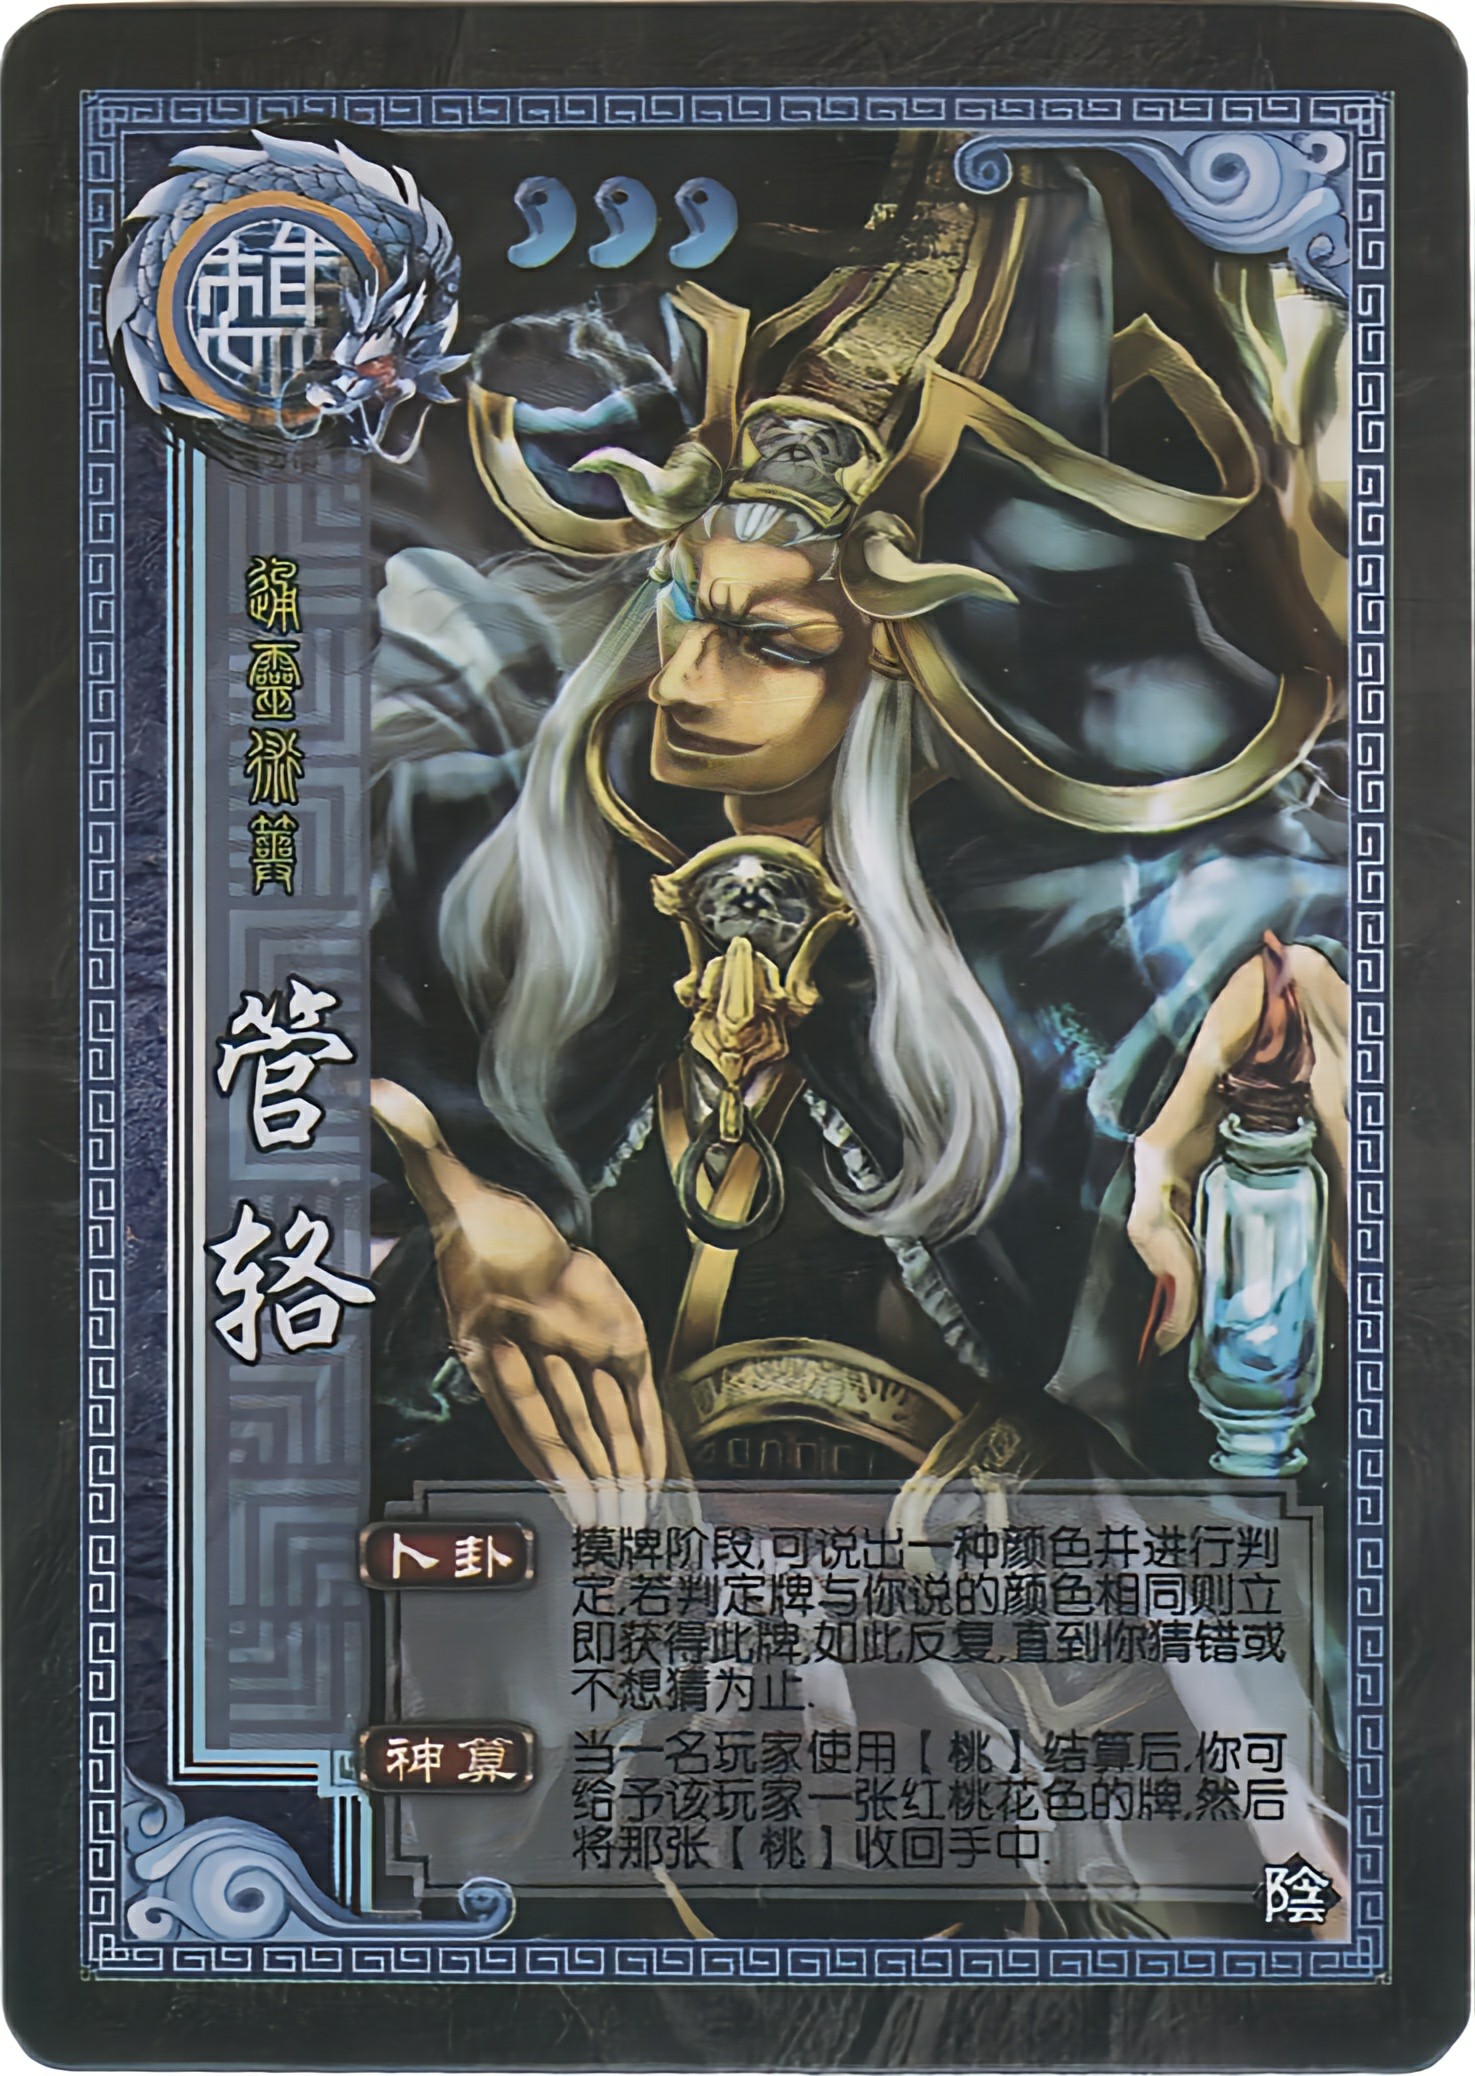 通靈術籌
管
辂
卜卦
摸牌阶段,可说出一种颜色并进行判
定,若判定牌与你说的颜色相同则立
即获得此牌,如此反复,直到你猜错或
不想猜为止.
神算
当一名玩家使用【桃】结算后,你可
给予该玩家一张红桃花色的牌,然后
将那张【桃】收回手中.
陰